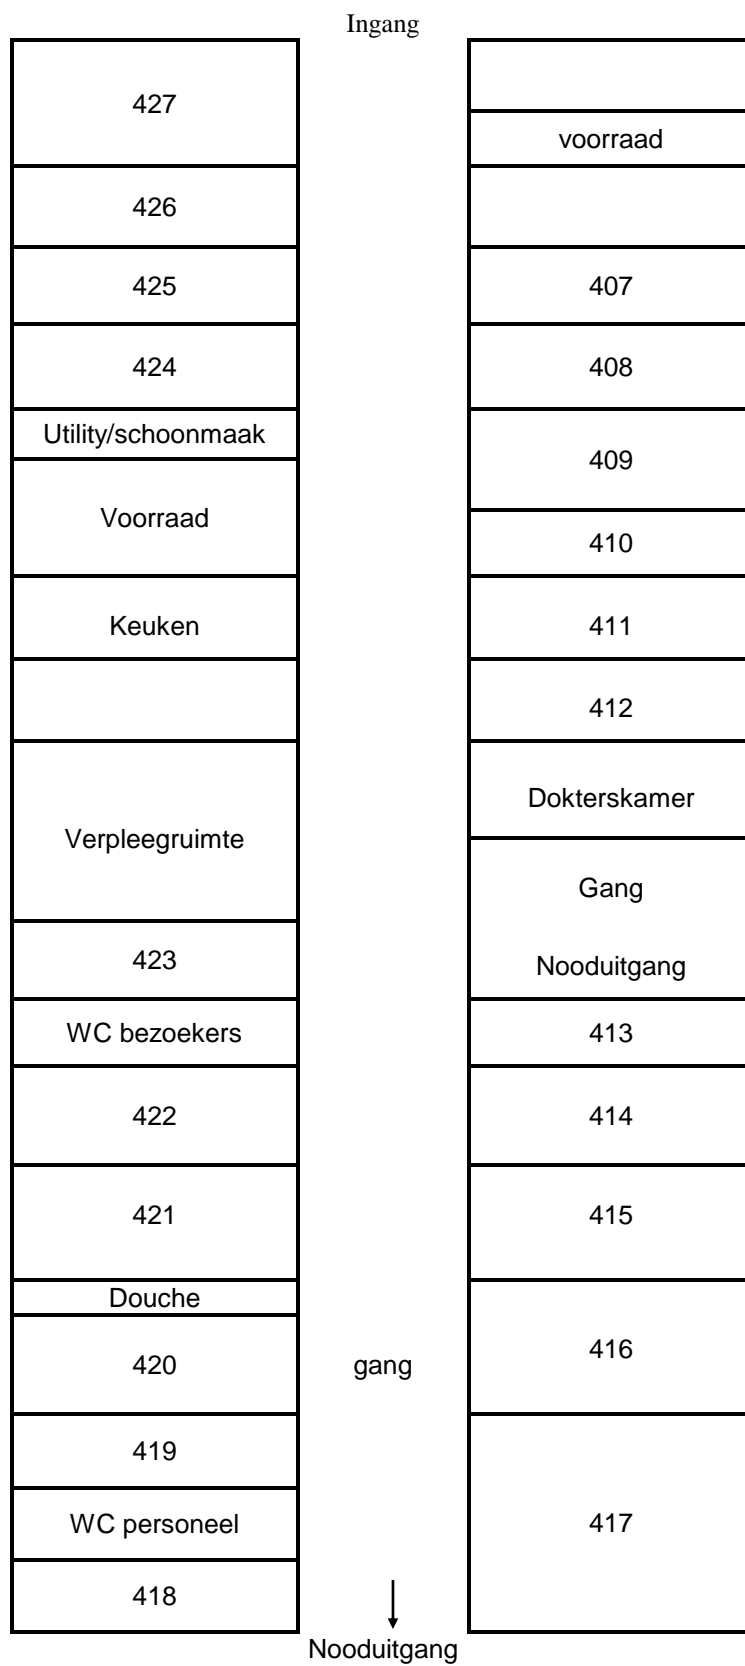 Ingang
427
voorraad
426
425
407
424
408
Utility/schoonmaak
409
Voorraad
410
Keuken
411
412
Dokterskamer
Verpleegruimte
Gang
423
Nooduitgang
WC bezoekers
413
422
414
421
415
Douche
416
420
gang
419
WC personeel
417
418
Nooduitgang